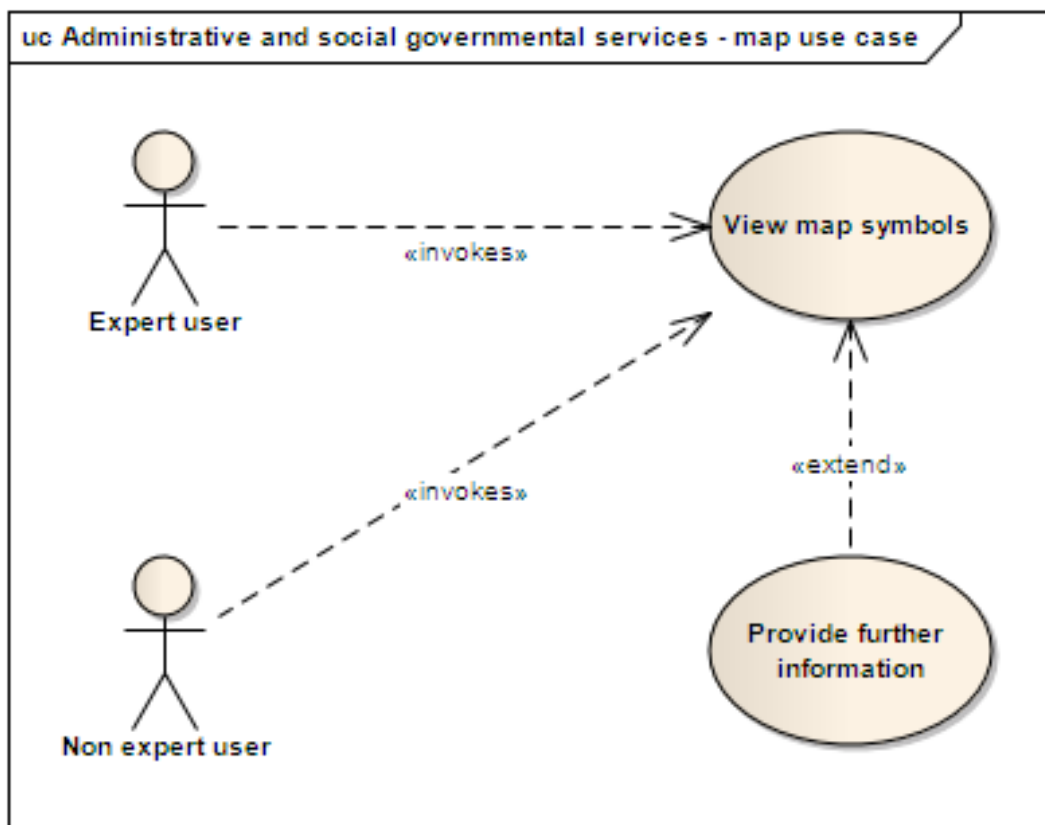 uc Administrative and social governmental services - map use case
View map symbols
«invokes»
Expert user
«invokes»
«extend»
Provide further
information
Non expert user